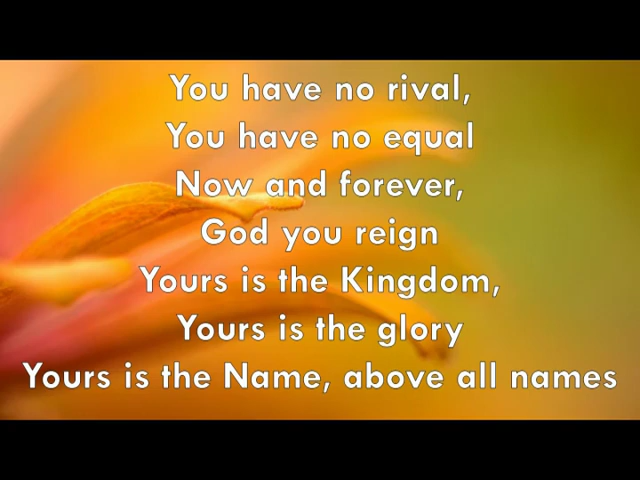 You have no rival,
You have no equal
Now and forever,
God you reign
Yours is the Kingdom,
Yours is the glory
Yours is the Name, above all names